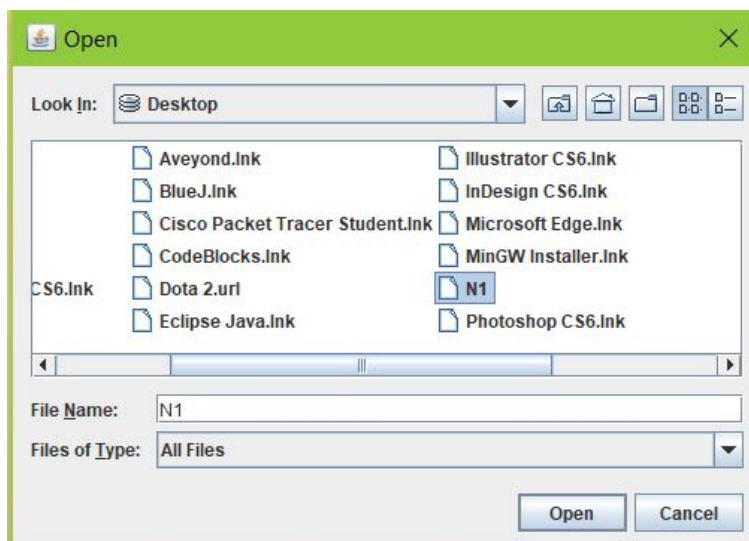 Open
Look In: Desktop
Aveyond.lnk
BlueJ.lnk
Cisco Packet Tracer Student.lnk
CodeBlocks.lnk
CS6.lnk
Dota 2.url
Eclipse Java.lnk
Illustrator CS6.lnk
InDesign CS6.lnk
Microsoft Edge.lnk
MinGW Installer.lnk
N1
Photoshop CS6.lnk
File Name: N1
Files of Type: All Files
Open Cancel